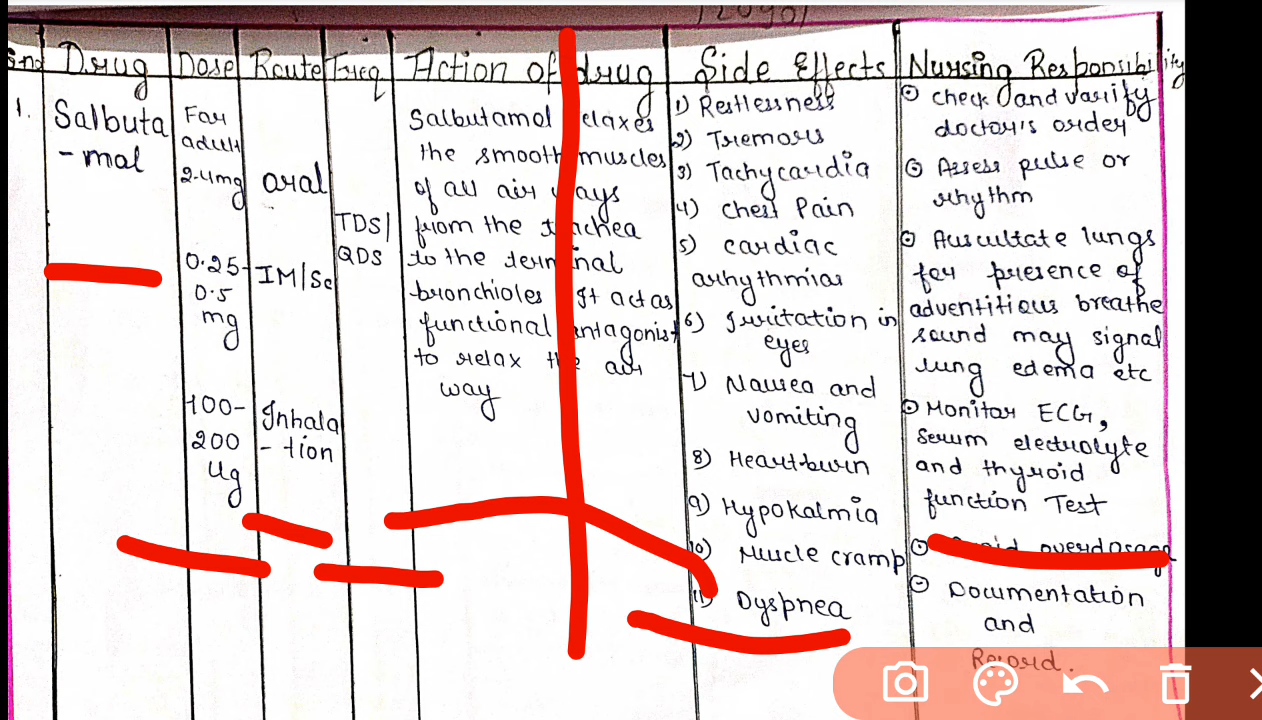 Drug
Dose
Route
Freq
Action of drug
Side Effects
Nursing Responsibility
1.
Salbuta
-mal
For
adult
2-4mg
oral
0.25-
0.5
mg
IM/Sc
100-
200
ug
Inhala
-tion
TDS/
QDS
Salbutamol relaxes
the smooth muscles
of all air ways
from the trachea
to the terminal
bronchioles It act as
functional antagonist
to relax the air
way
1) Restlessness
2) Tremors
3) Tachycardia
4) Chest Pain
5) cardiac
arrhythmias
6) Irritation in
eyes
7) Nausea and
vomiting
8) Heartburn
9) Hypokalmia
10) Muscle cramp
11) Dyspnea
check and variify
doctor's order
Assess pulse or
rhythm
Auscultate lungs
for presence of
adventitious breathe
sound may signal
lung edema etc
Monitor ECG,
serum electrolyte
and thyroid
function Test
overdosage
Documentation
and
Record.